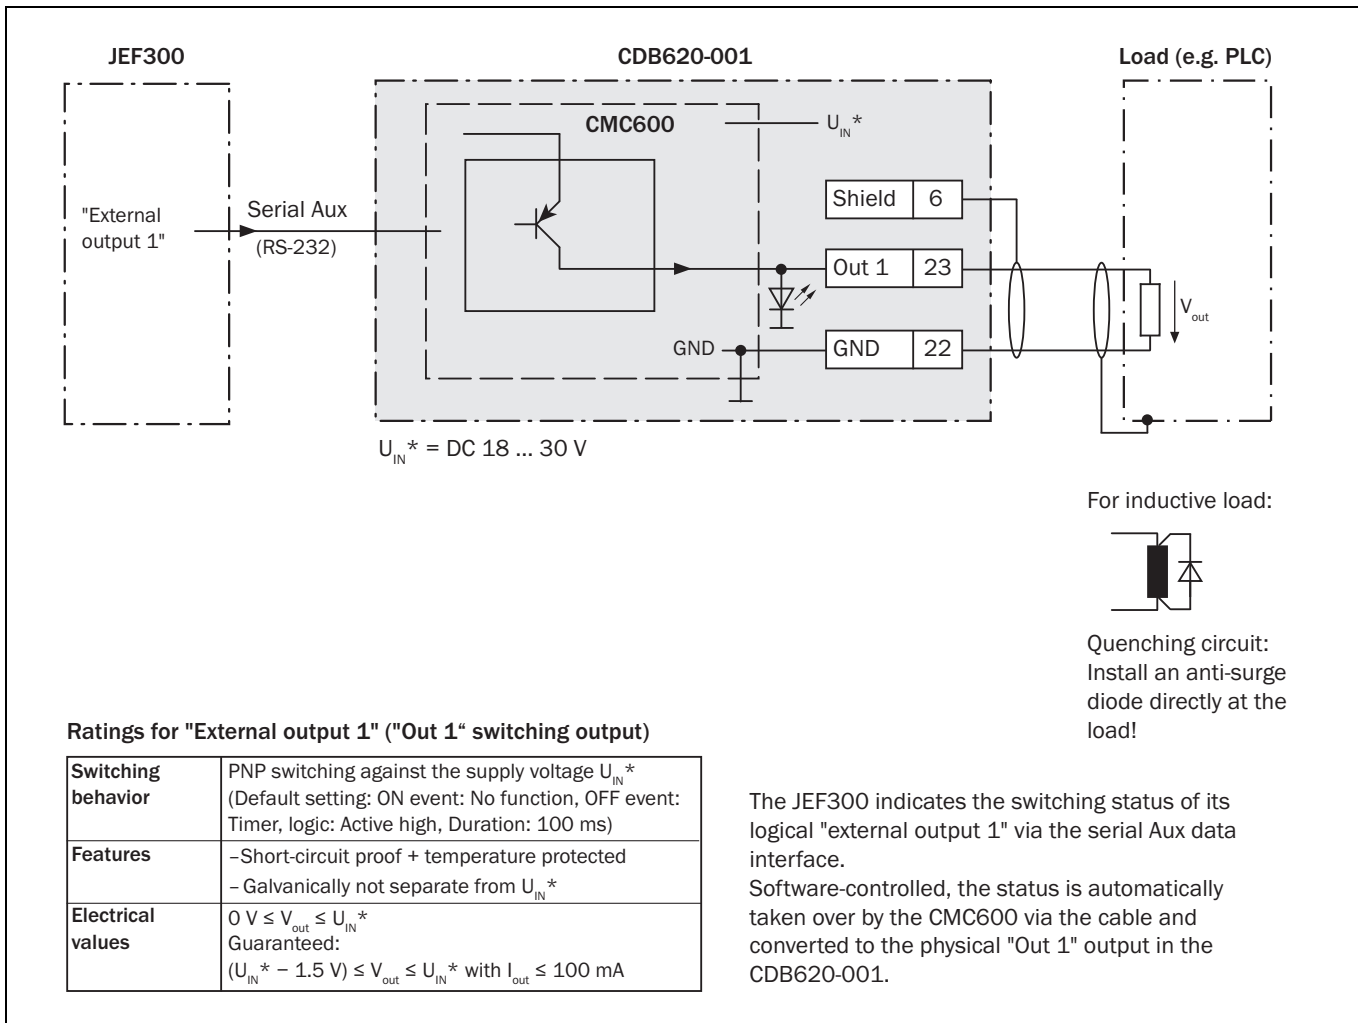 JEF300
CDB620-001
Load (e.g. PLC)
CMC600
U_IN*
"External
output 1"
Serial Aux
(RS-232)
Shield 6
Out 1 23
GND
GND 22
V_out
U_IN* = DC 18 ... 30 V
For inductive load:
Quenching circuit:
Install an anti-surge
diode directly at the
load!
Ratings for "External output 1" ("Out 1“ switching output)
Switching
behavior
PNP switching against the supply voltage U_IN*
(Default setting: ON event: No function, OFF event:
Timer, logic: Active high, Duration: 100 ms)
Features
–Short-circuit proof + temperature protected
– Galvanically not separate from U_IN*
Electrical
values
0 V ≤ V_out ≤ U_IN*
Guaranteed:
(U_IN* − 1.5 V) ≤ V_out ≤ U_IN* with I_out ≤ 100 mA
The JEF300 indicates the switching status of its
logical "external output 1" via the serial Aux data
interface.
Software-controlled, the status is automatically
taken over by the CMC600 via the cable and
converted to the physical "Out 1" output in the
CDB620-001.